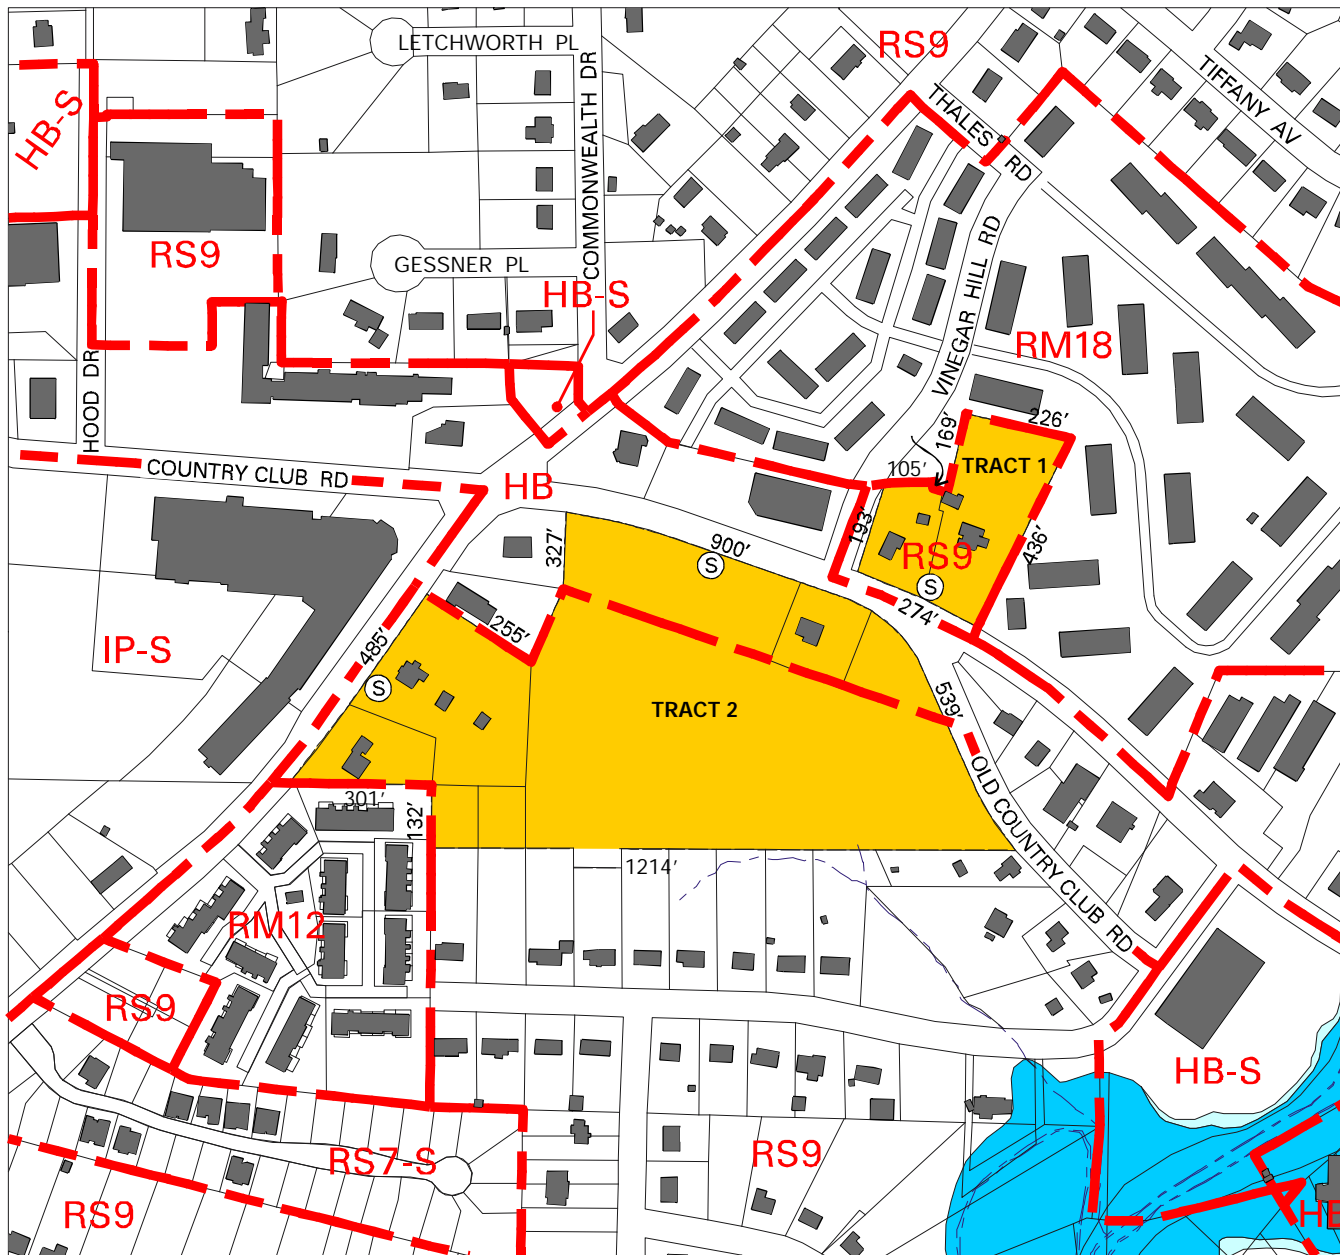 LETCHWORTH PL
COMMONWEALTH DR
RS9
THALES RD
TIFFANY AV
HB-S
RS9
GESSNER PL
HB-S
VINEGAR HILL RD
RM18
HOOD DR
COUNTRY CLUB RD
HB
169'
226'
105'
TRACT 1
193'
RS9
436'
S
274'
327'
900'
S
255'
485'
S
IP-S
TRACT 2
539'
OLD COUNTRY CLUB RD
301'
132'
1214'
RM12
RS9
HB-S
RS7-S
RS9
RS9
HB